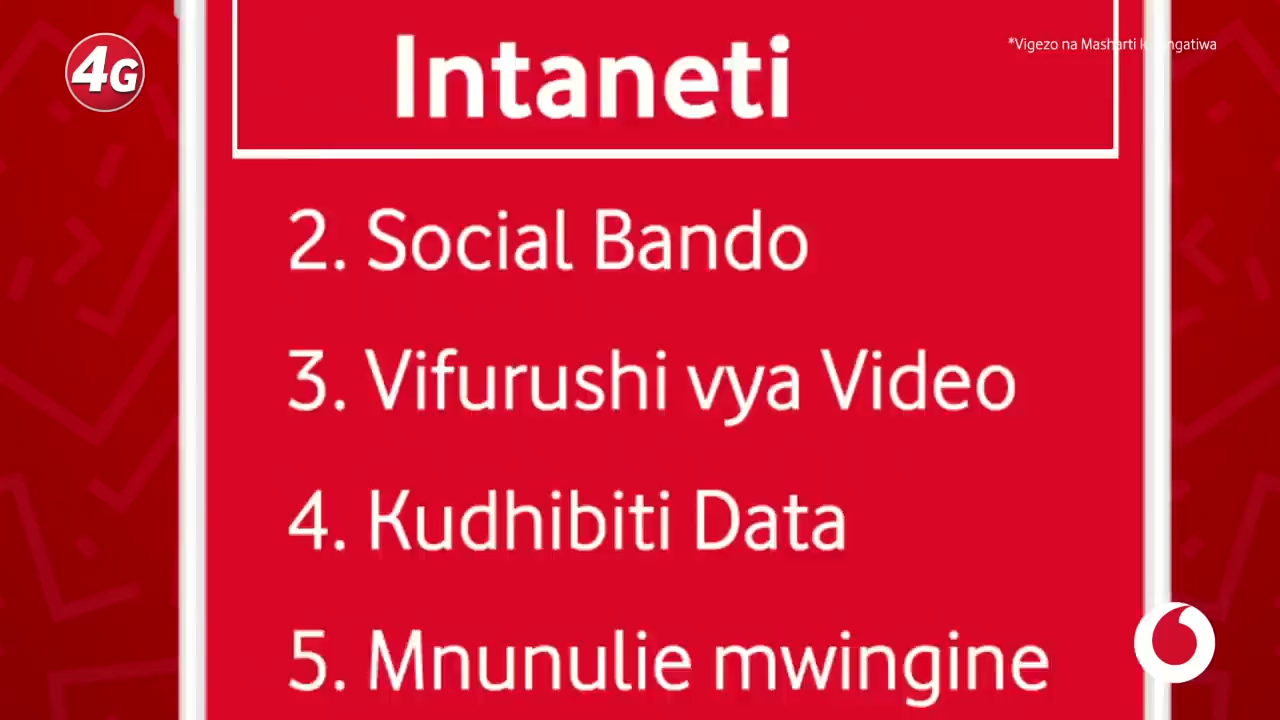 4G
*Vigezo na Masharti
Intaneti
2. Social Bando
3. Vifurushi vya Video
4. Kudhibiti Data
5. Mnunulie mwingine